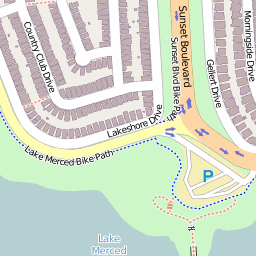 Country Club Drive
Sunset Boulevard
Sunset Blvd Bike Path
Gellert Drive
Morningside Drive
Lakeshore Drive
Lake Merced Bike Path
P
Lake
Merced